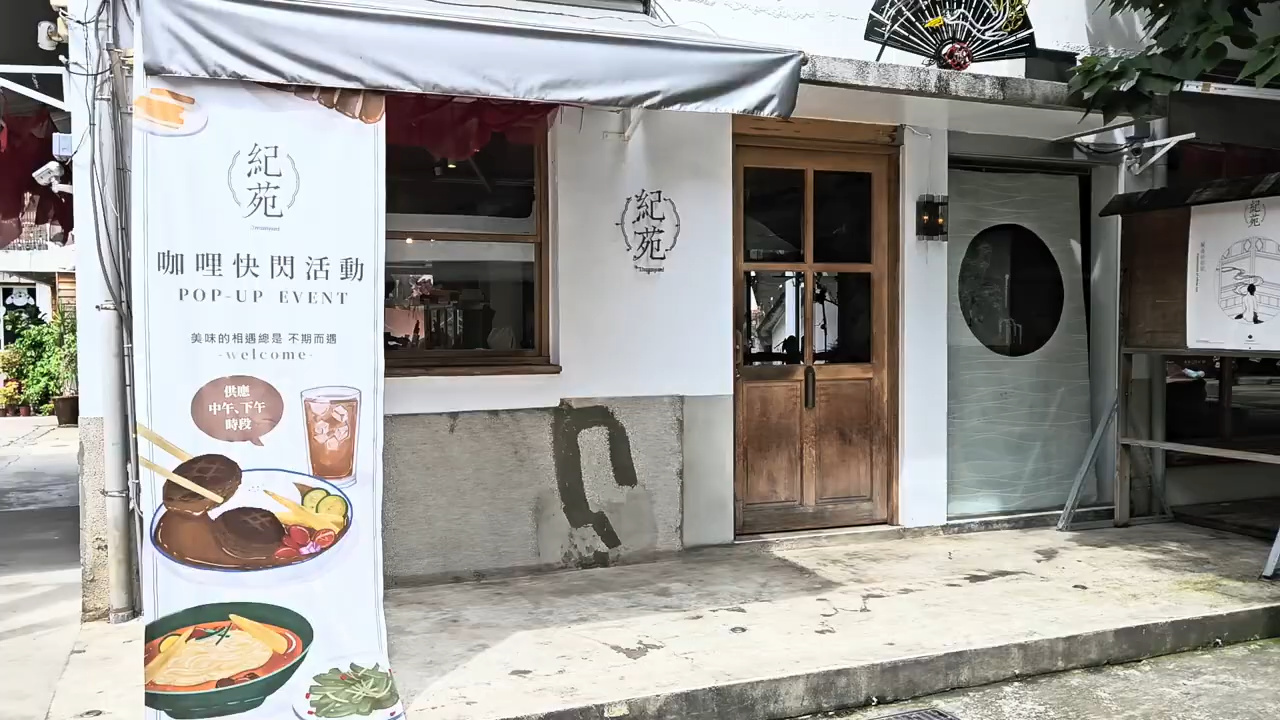 紀苑
咖哩快閃活動
POP-UP EVENT
美味的相遇總是 不期而遇
-welcome-
供應
中午、下午
時段
紀苑
紀苑